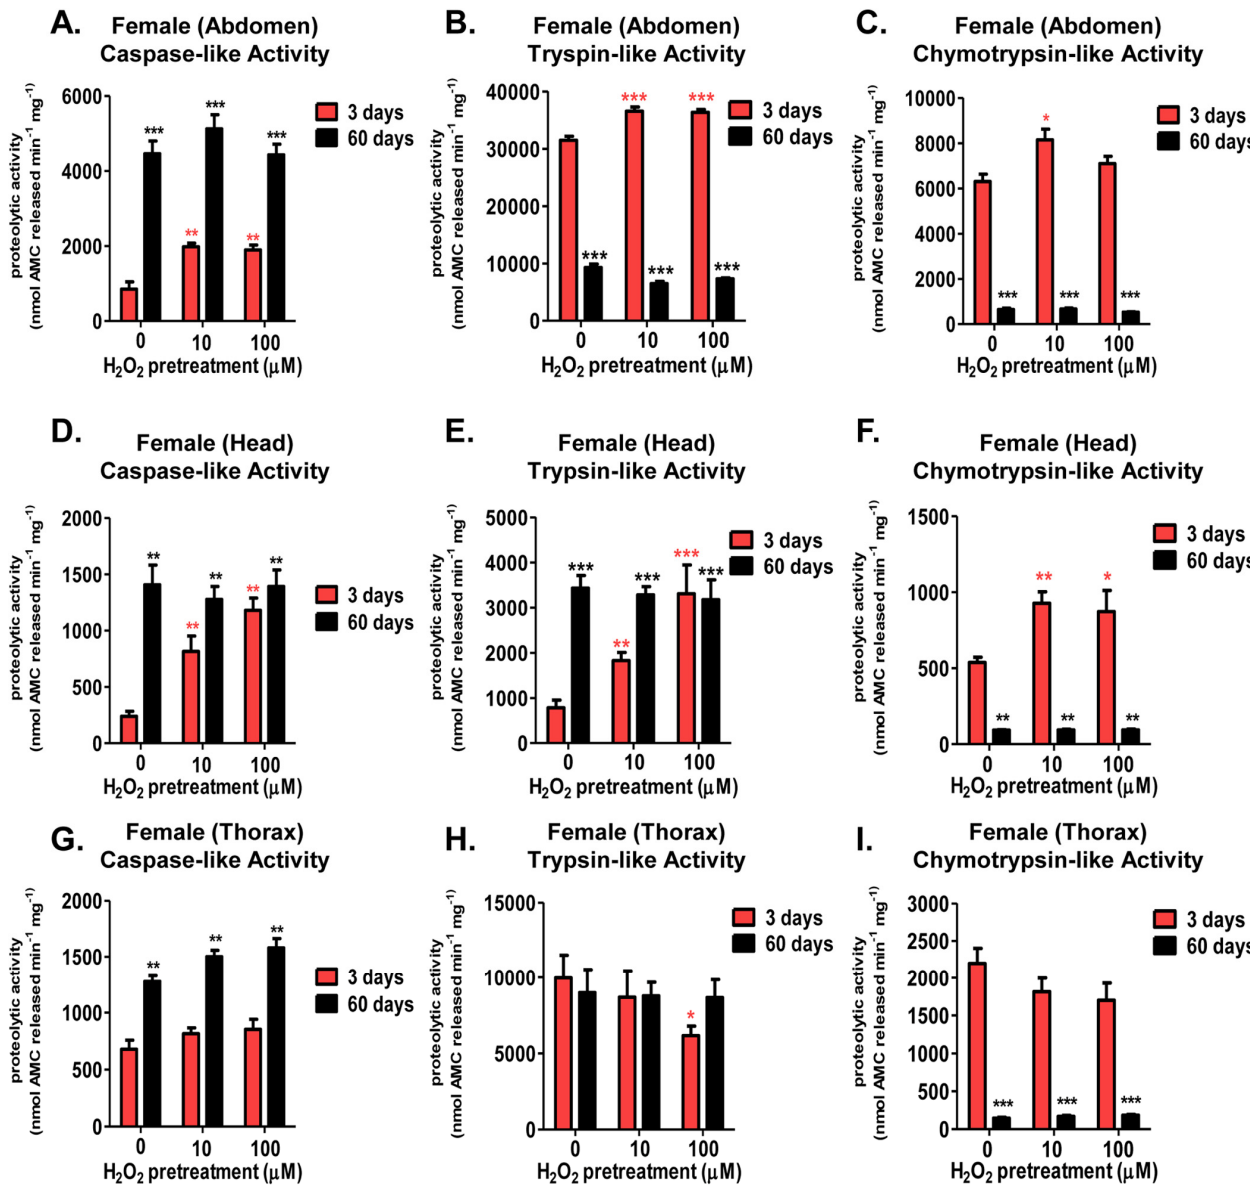 A. Female (Abdomen)
Caspase-like Activity
proteolytic activity
(nmol AMC released min⁻¹ mg⁻¹)
6000
4000
2000
0
***
***
***
**
**
3 days
60 days
0 10 100
H₂O₂ pretreatment (μM)
B. Female (Abdomen)
Tryspin-like Activity
proteolytic activity
(nmol AMC released min⁻¹ mg⁻¹)
40000
30000
20000
10000
0
*** ***
*** *** ***
3 days
60 days
0 10 100
H₂O₂ pretreatment (μM)
C. Female (Abdomen)
Chymotrypsin-like Activity
proteolytic activity
(nmol AMC released min⁻¹ mg⁻¹)
10000
8000
6000
4000
2000
0
*
*** *** ***
3 days
60 days
0 10 100
H₂O₂ pretreatment (μM)
D. Female (Head)
Caspase-like Activity
proteolytic activity
(nmol AMC released min⁻¹ mg⁻¹)
2000
1500
1000
500
0
** ** **
** **
3 days
60 days
0 10 100
H₂O₂ pretreatment (μM)
E. Female (Head)
Trypsin-like Activity
proteolytic activity
(nmol AMC released min⁻¹ mg⁻¹)
5000
4000
3000
2000
1000
0
*** ** *** *** ***
3 days
60 days
0 10 100
H₂O₂ pretreatment (μM)
F. Female (Head)
Chymotrypsin-like Activity
proteolytic activity
(nmol AMC released min⁻¹ mg⁻¹)
1500
1000
500
0
** *
** ** **
3 days
60 days
0 10 100
H₂O₂ pretreatment (μM)
G. Female (Thorax)
Caspase-like Activity
proteolytic activity
(nmol AMC released min⁻¹ mg⁻¹)
2000
1500
1000
500
0
** ** **
3 days
60 days
0 10 100
H₂O₂ pretreatment (μM)
H. Female (Thorax)
Trypsin-like Activity
proteolytic activity
(nmol AMC released min⁻¹ mg⁻¹)
15000
10000
5000
0
*
3 days
60 days
0 10 100
H₂O₂ pretreatment (μM)
I. Female (Thorax)
Chymotrypsin-like Activity
proteolytic activity
(nmol AMC released min⁻¹ mg⁻¹)
3000
2500
2000
1500
1000
500
0
*** *** ***
3 days
60 days
0 10 100
H₂O₂ pretreatment (μM)